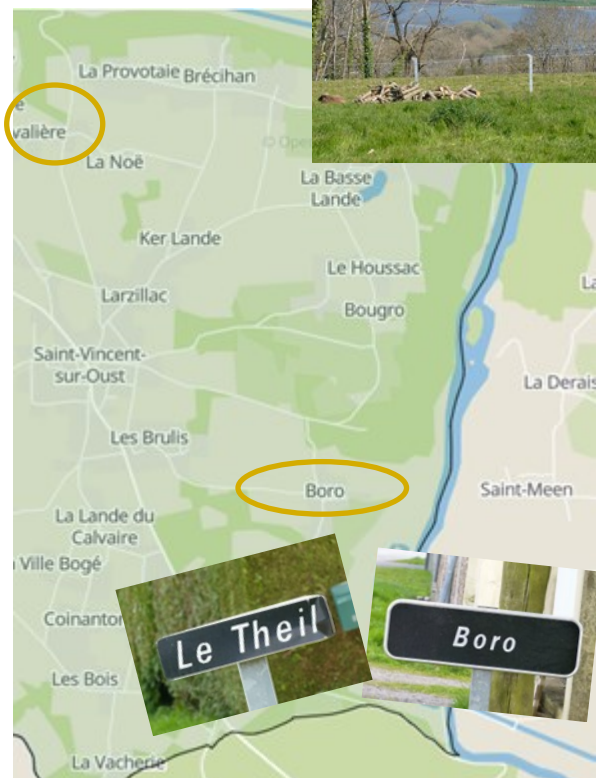 La Provotaie
Brécihan
valière
La Noë
La Basse
Lande
Ker Lande
Le Houssac
Larzillac
Bougro
Saint-Vincent-
sur-Oust
La Derais
Les Brulis
Boro
Saint-Meen
La Lande du
Calvaire
Ville Bogé
Coinanton
Le Theil
Boro
Les Bois
La Vacherie